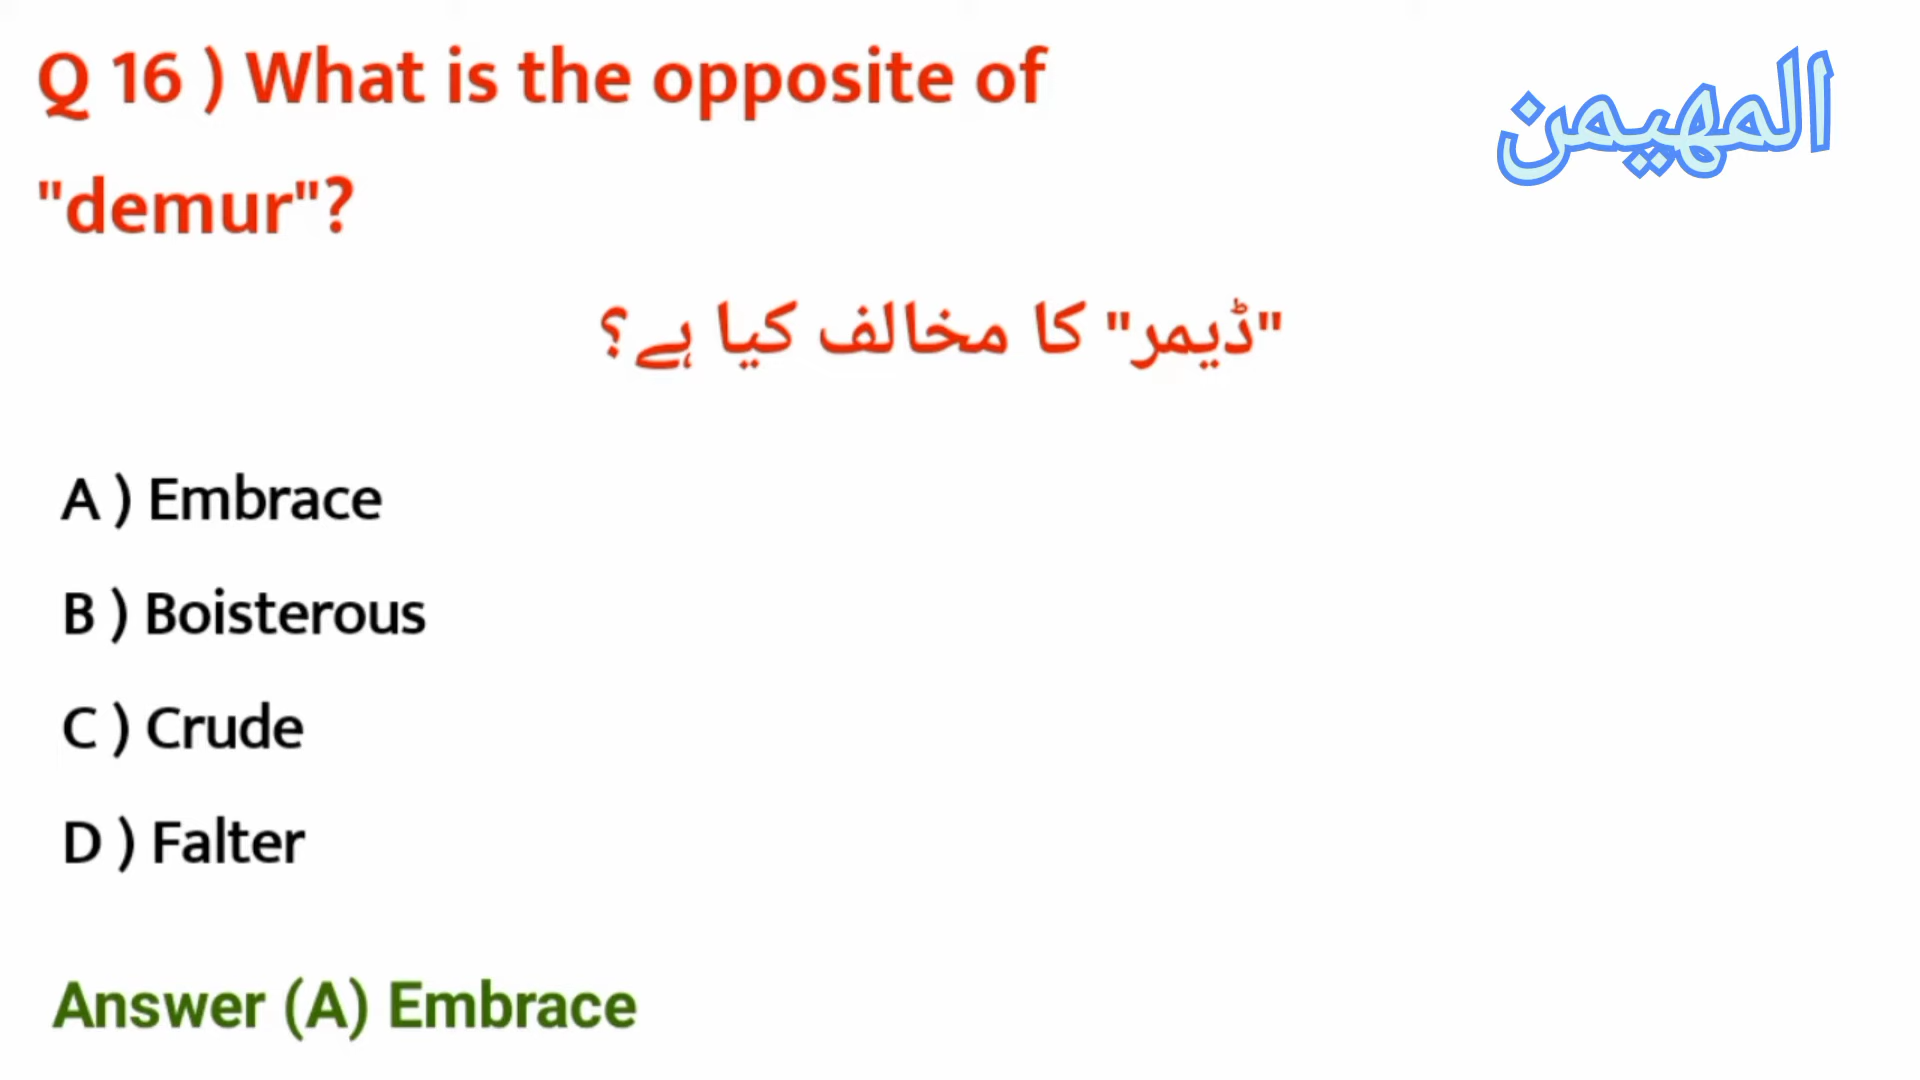 Q 16 ) What is the opposite of
المهيمن
"demur"?
"ڈیمر" کا مخالف کیا ہے؟
A ) Embrace
B ) Boisterous
C ) Crude
D ) Falter
Answer (A) Embrace